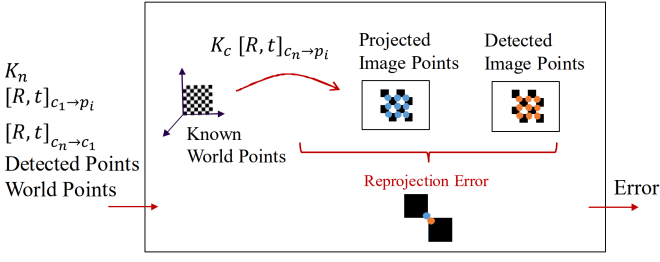 K_n
[R, t]_{c_1→p_i}
[R, t]_{c_n→c_1}
Detected Points
World Points
K_c [R, t]_{c_n→p_i}
Known
World Points
Projected
Image Points
Detected
Image Points
Reprojection Error
Error